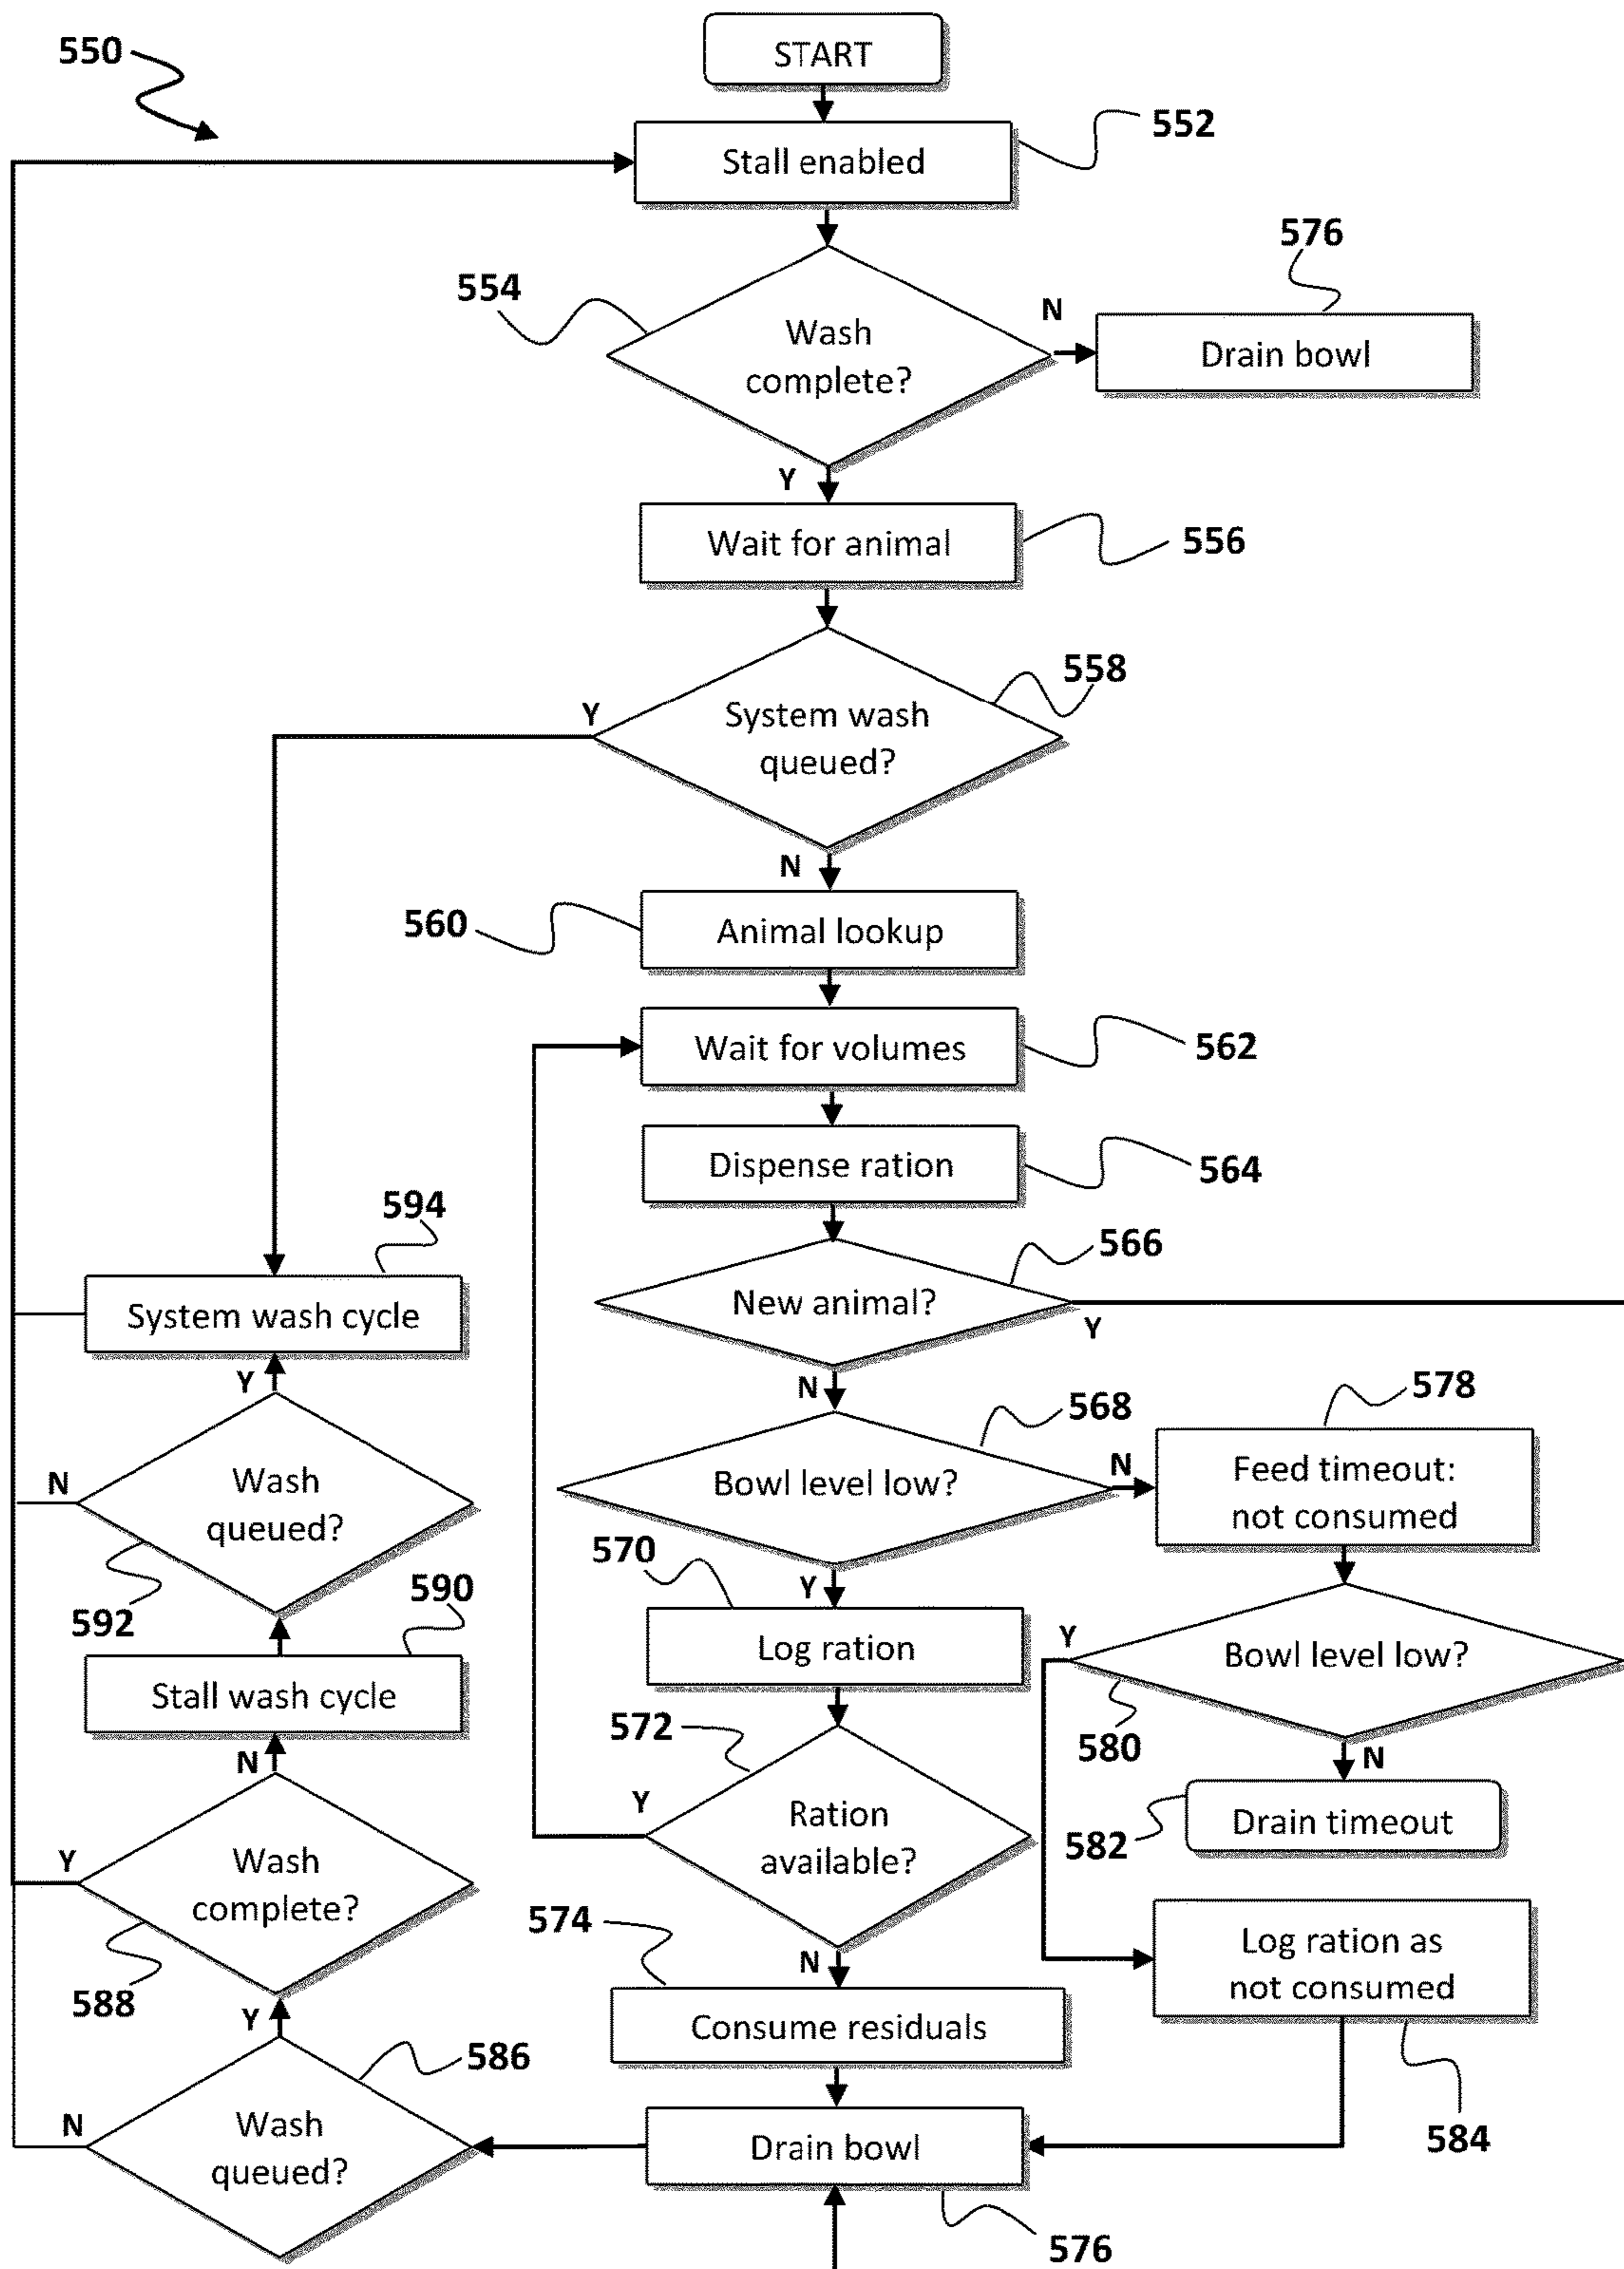 START
550
552
Stall enabled
576
554
Wash
complete?
N
Drain bowl
Y
Wait for animal
556
558
Y
System wash
queued?
N
560
Animal lookup
Wait for volumes
562
Dispense ration
564
594
566
System wash cycle
New animal?
Y
Y
N
578
568
N
Wash
queued?
Bowl level low?
N
Feed timeout:
not consumed
570
590
592
Y
Log ration
Y
Bowl level low?
Stall wash cycle
572
580
N
N
Y
Ration
available?
Drain timeout
582
Y
Wash
complete?
574
Log ration as
not consumed
N
588
Y
Consume residuals
586
N
Wash
queued?
Drain bowl
584
576